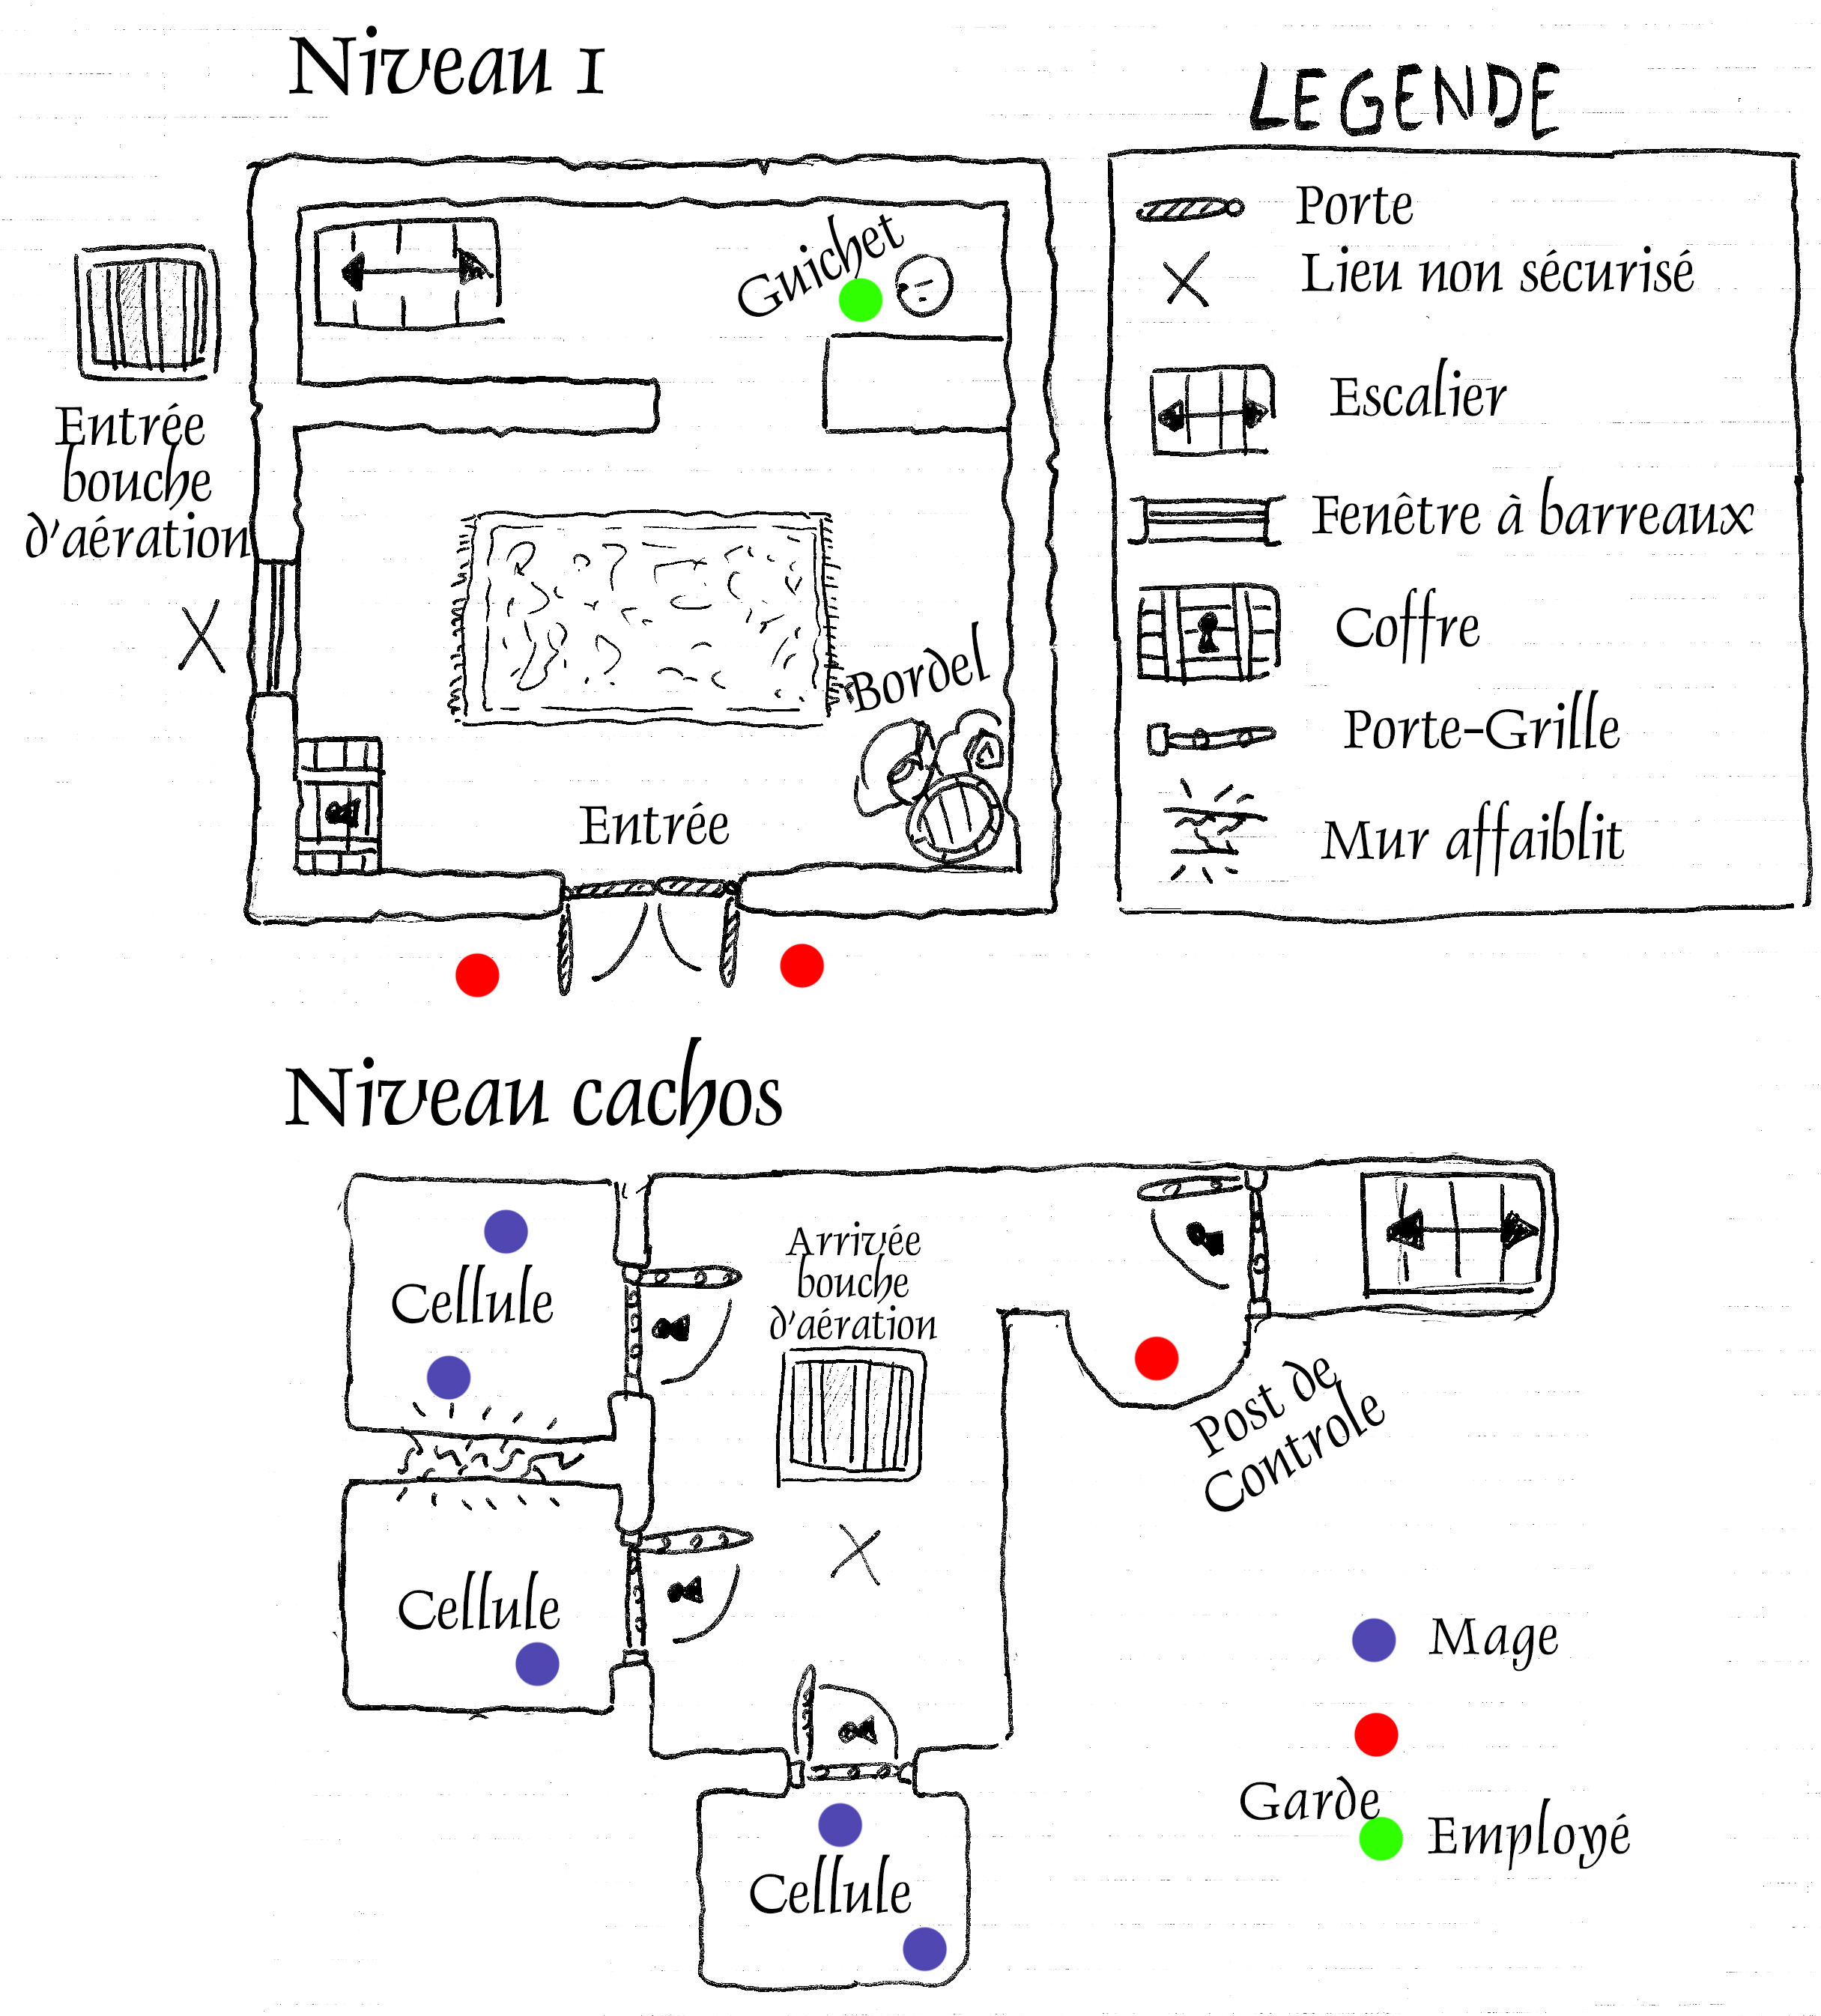 Niveau 1
LEGENDE
Porte
Lieu non sécurisé
Escalier
Fenêtre à barreaux
Coffre
Porte-Grille
Mur affaiblit
Guichet
Entrée
bouche
d'aération
Bordel
Entrée
Niveau cachos
Cellule
Arrivée
bouche
d'aération
Post de
Controle
Cellule
Cellule
Mage
Garde
Employé